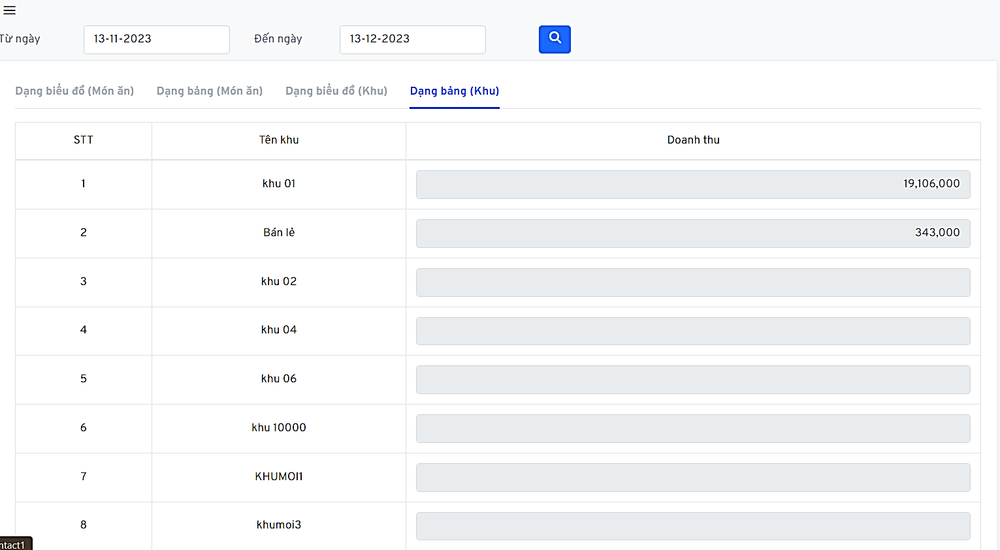 Từ ngày 13-11-2023 Đến ngày 13-12-2023
Dạng biểu đồ (Món ăn) Dạng bảng (Món ăn) Dạng biểu đồ (Khu) Dạng bảng (Khu)
STT Tên khu Doanh thu
1 khu 01 19,106,000
2 Bán lẻ 343,000
3 khu 02
4 khu 04
5 khu 06
6 khu 10000
7 KHUMOI1
8 khumoi3
ntact1